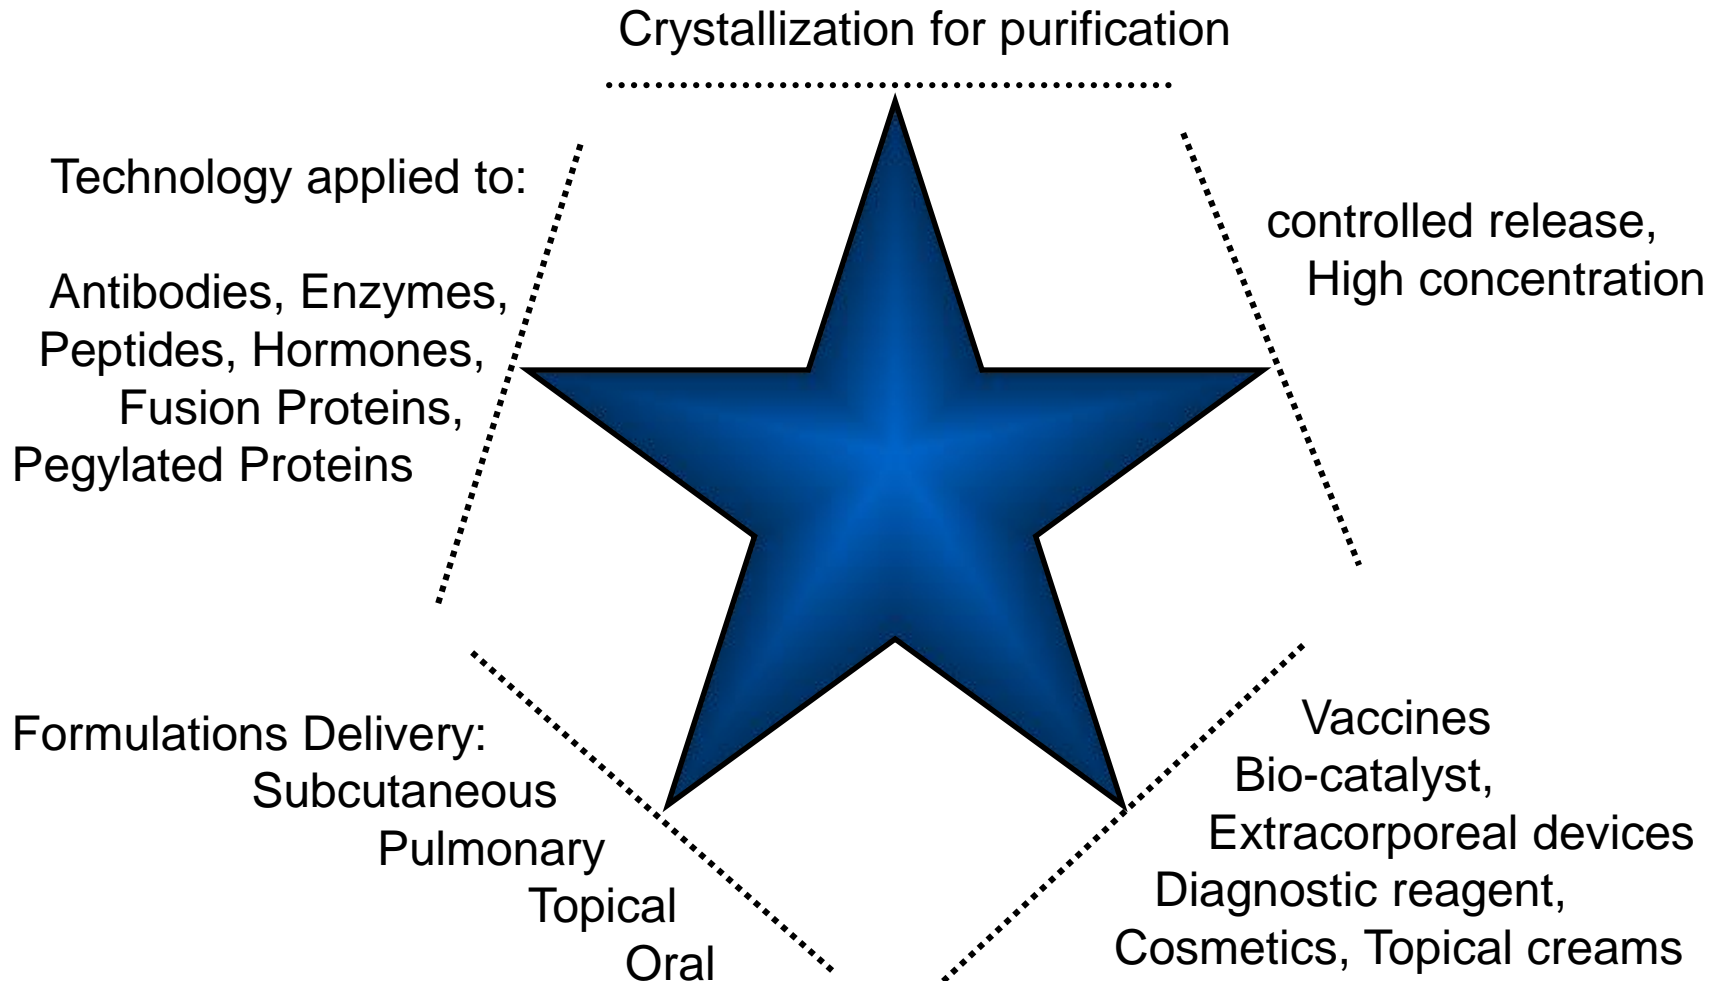 Crystallization for purification
Technology applied to:
Antibodies, Enzymes,
Peptides, Hormones,
Fusion Proteins,
Pegylated Proteins
controlled release,
High concentration
Formulations Delivery:
Subcutaneous
Pulmonary
Topical
Oral
Vaccines
Bio-catalyst,
Extracorporeal devices
Diagnostic reagent,
Cosmetics, Topical creams